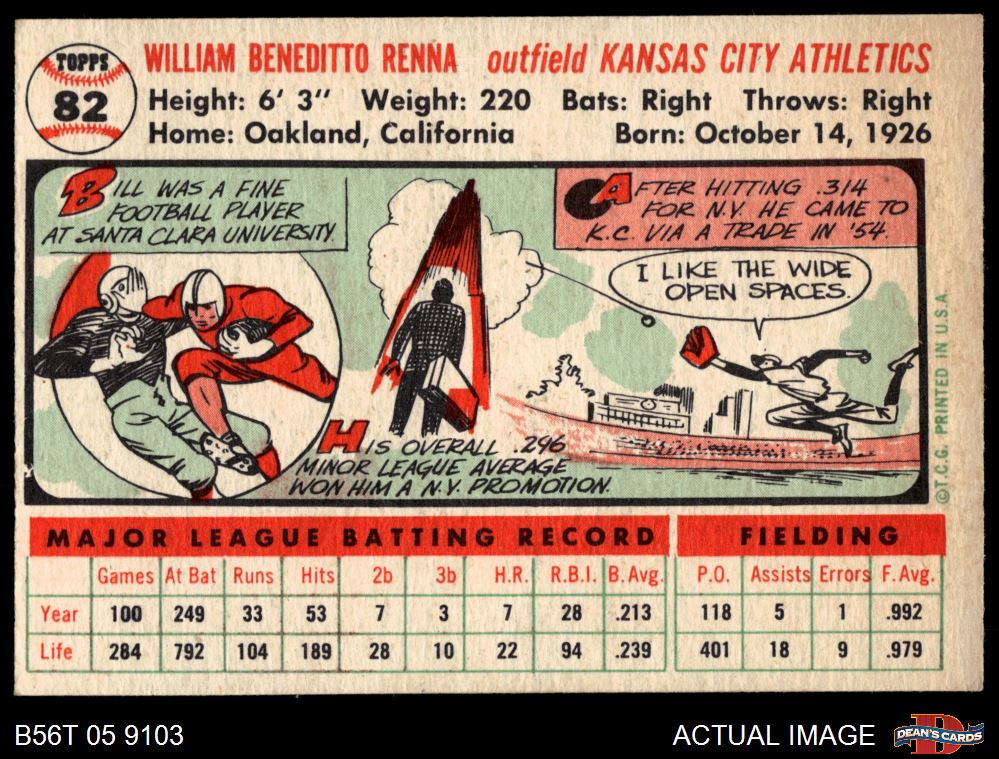 TOPPS
82
WILLIAM BENEDITTO RENNA outfield KANSAS CITY ATHLETICS
Height: 6' 3" Weight: 220 Bats: Right Throws: Right
Home: Oakland, California Born: October 14, 1926
BILL WAS A FINE
FOOTBALL PLAYER
AT SANTA CLARA UNIVERSITY.
HIS OVERALL .296
MINOR LEAGUE AVERAGE
WON HIM A N.Y. PROMOTION.
AFTER HITTING .314
FOR N.Y. HE CAME TO
K.C. VIA A TRADE IN '54.
I LIKE THE WIDE
OPEN SPACES.
©T.C.G. PRINTED IN U.S.A.
MAJOR LEAGUE BATTING RECORD FIELDING
Games At Bat Runs Hits 2b 3b H.R. R.B.I. B. Avg. P.O. Assists Errors F. Avg.
Year 100 249 33 53 7 3 7 28 .213 118 5 1 .992
Life 284 792 104 189 28 10 22 94 .239 401 18 9 .979
B56T 05 9103
ACTUAL IMAGE
D
DEAN'S CARDS